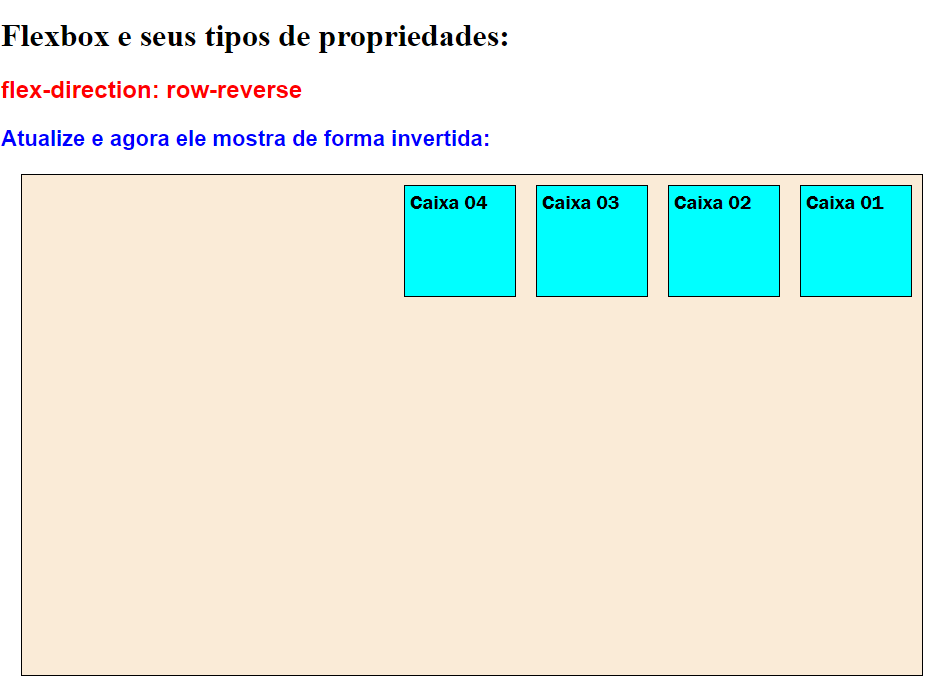 Flexbox e seus tipos de propriedades:
flex-direction: row-reverse
Atualize e agora ele mostra de forma invertida:
Caixa 04 Caixa 03 Caixa 02 Caixa 01